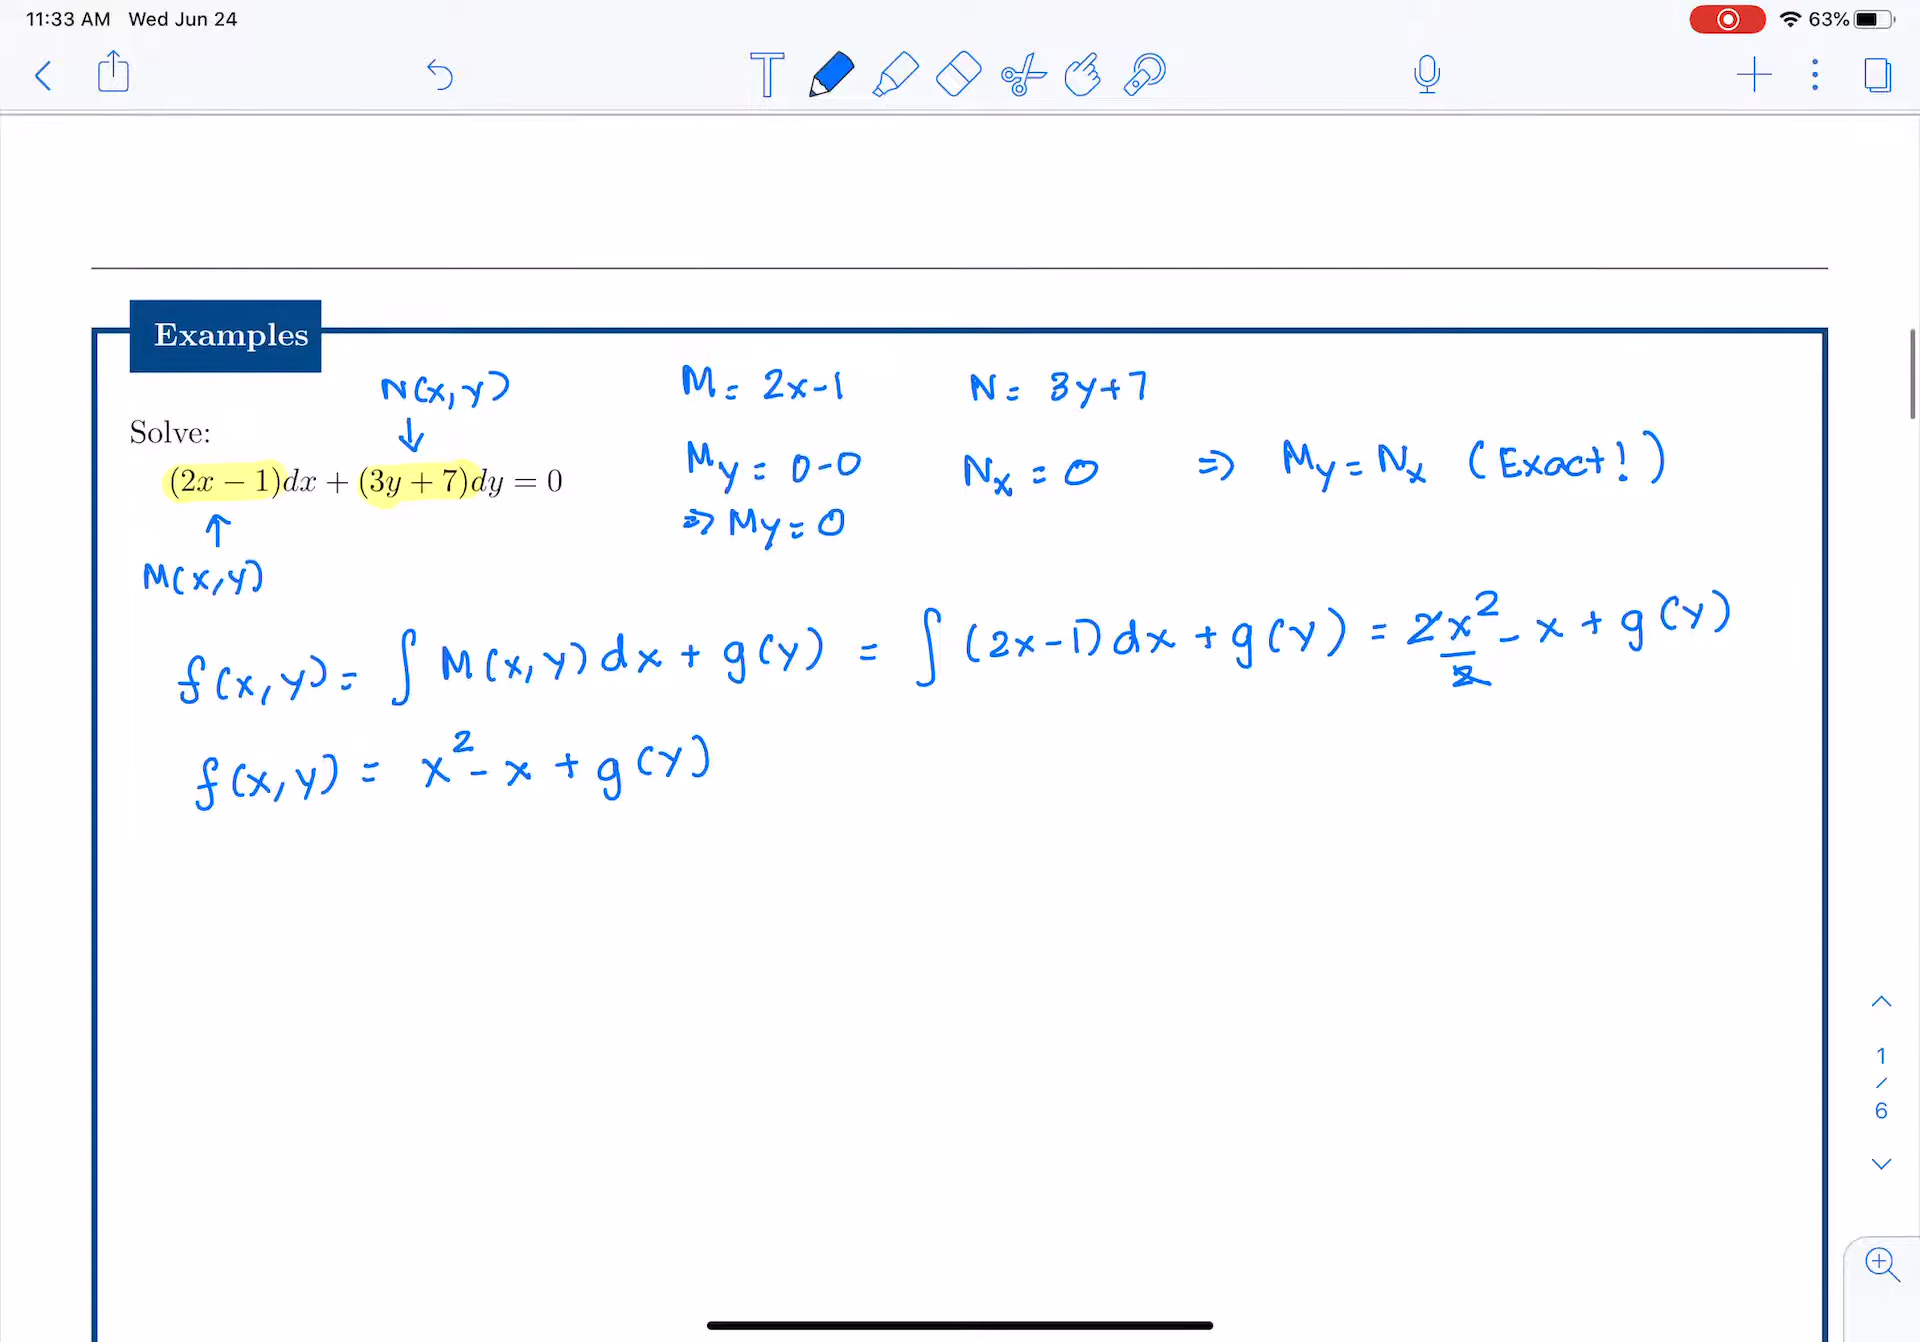 11:33 AM Wed Jun 24
63%
T
Examples
N(x,y)
M = 2x-1
N = 3y+7
Solve:
↓
My = 0-0
Nx = 0
⇒ My = Nx (Exact!)
(2x − 1)dx + (3y + 7)dy = 0
↑
⇒ My = 0
M(x,y)
f(x,y) = ∫ M(x,y) dx + g(y) = ∫ (2x-1) dx + g(y) = 2x²/2 - x + g(y)
f(x,y) = x² - x + g(y)
1
/
6